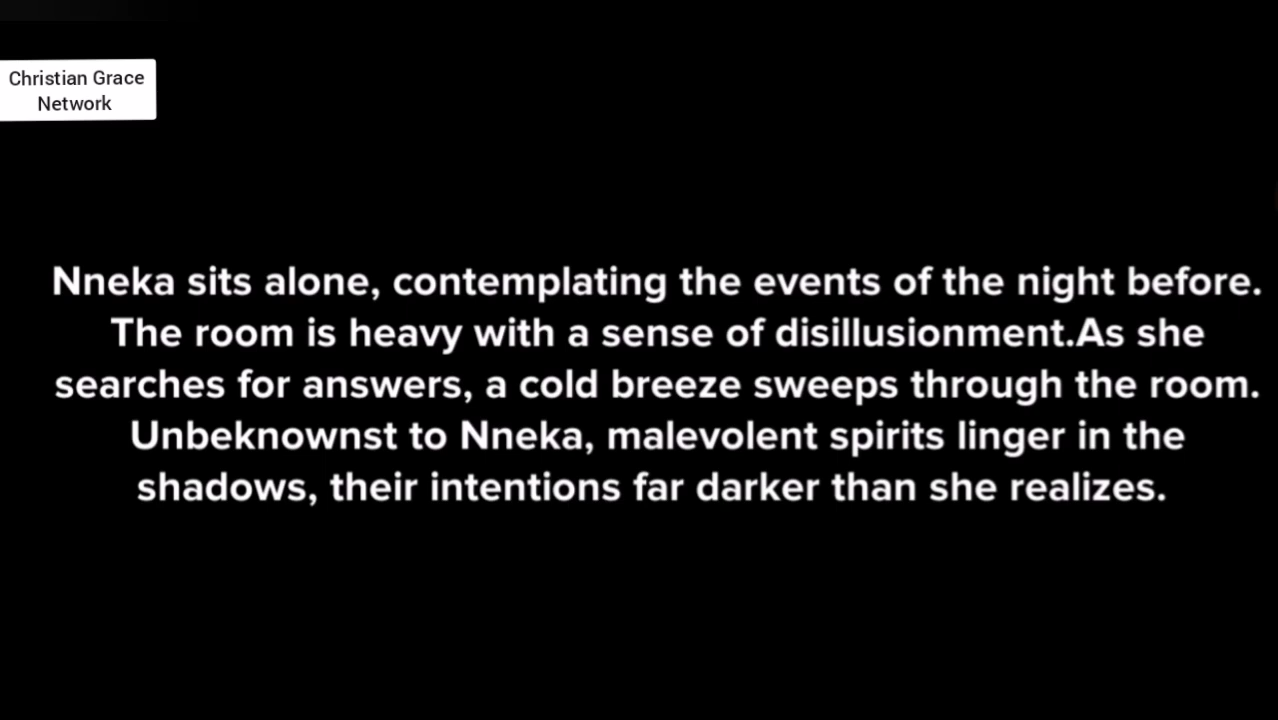 Christian Grace
Network
Nneka sits alone, contemplating the events of the night before.
The room is heavy with a sense of disillusionment.As she
searches for answers, a cold breeze sweeps through the room.
Unbeknownst to Nneka, malevolent spirits linger in the
shadows, their intentions far darker than she realizes.